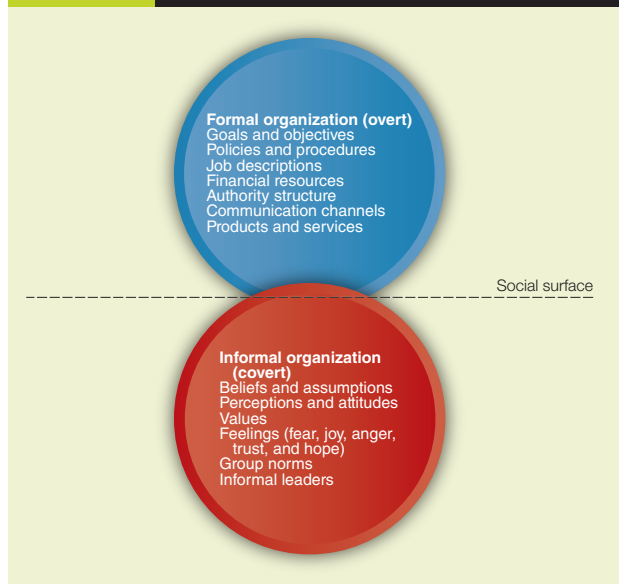 Formal organization (overt)
Goals and objectives
Policies and procedures
Job descriptions
Financial resources
Authority structure
Communication channels
Products and services
Social surface
Informal organization
(covert)
Beliefs and assumptions
Perceptions and attitudes
Values
Feelings (fear, joy, anger,
trust, and hope)
Group norms
Informal leaders